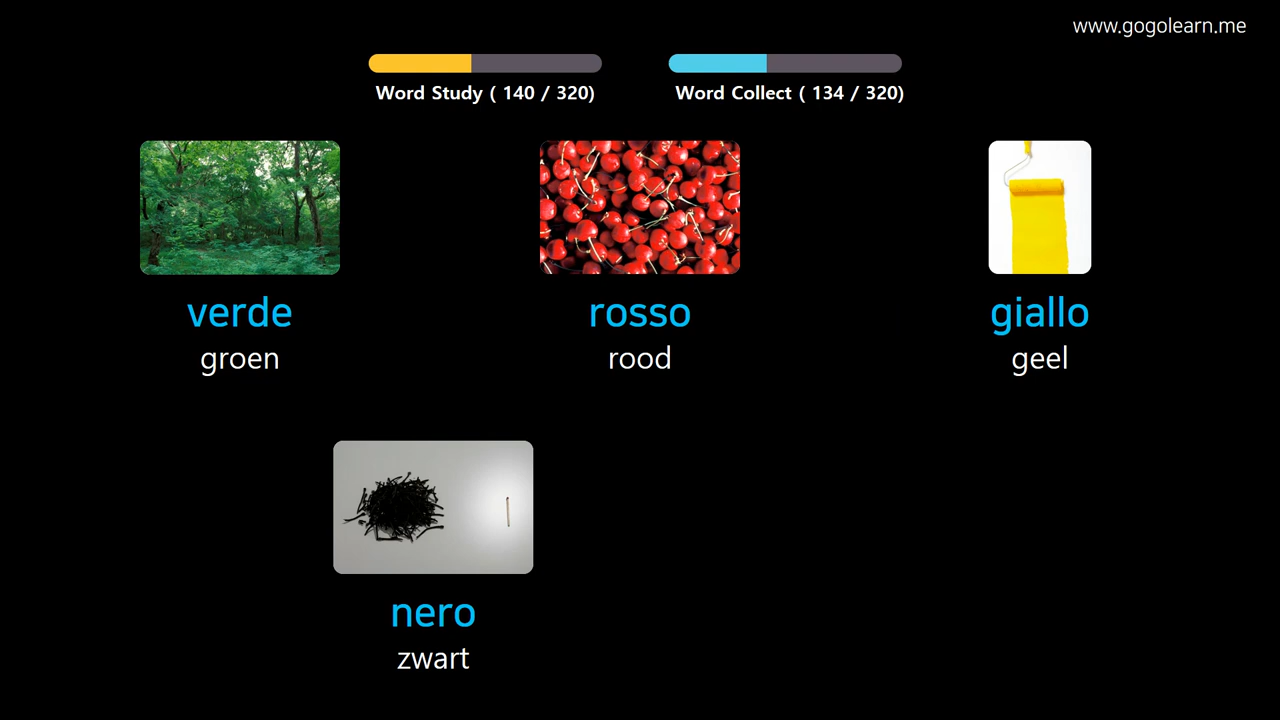 www.gogolearn.me
Word Study ( 140 / 320)
Word Collect ( 134 / 320)
verde
groen
rosso
rood
giallo
geel
nero
zwart